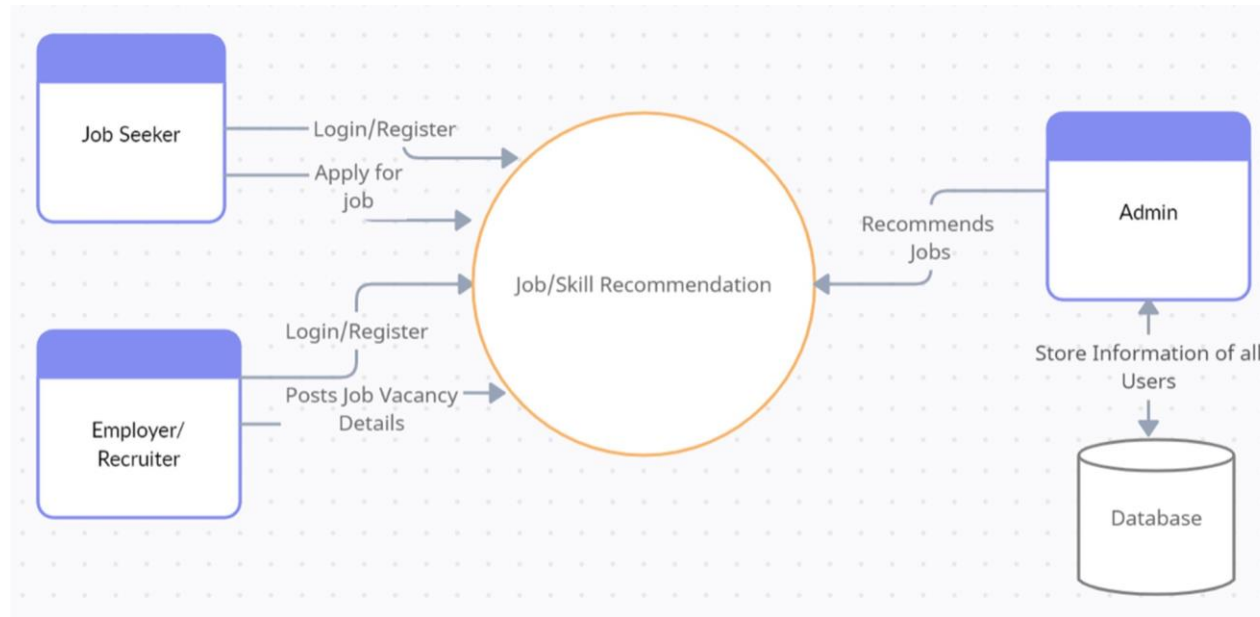 Job Seeker
Login/Register
Apply for
job
Job/Skill Recommendation
Login/Register
Posts Job Vacancy
Details
Employer/
Recruiter
Recommends
Jobs
Admin
Store Information of all
Users
Database